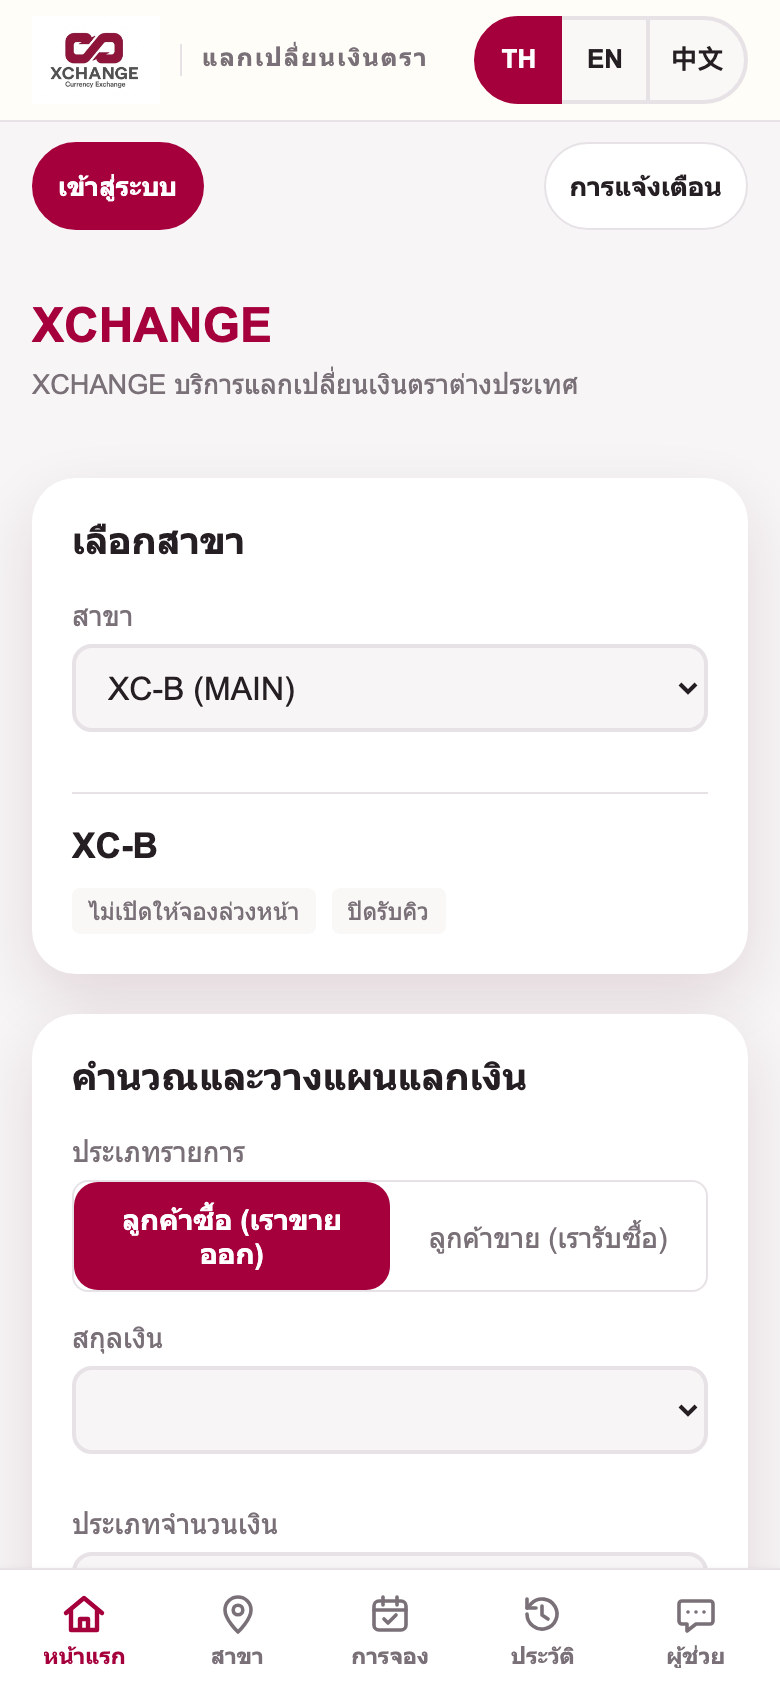 XCHANGE
Currency Exchange
แลกเปลี่ยนเงินตรา
TH
EN
中文
เข้าสู่ระบบ
การแจ้งเตือน
XCHANGE
XCHANGE บริการแลกเปลี่ยนเงินตราต่างประเทศ
เลือกสาขา
สาขา
XC-B (MAIN)
XC-B
ไม่เปิดให้จองล่วงหน้า
ปิดรับคิว
คำนวณและวางแผนแลกเงิน
ประเภทรายการ
ลูกค้าซื้อ (เราขาย
ออก)
ลูกค้าขาย (เรารับซื้อ)
สกุลเงิน
ประเภทจำนวนเงิน
หน้าแรก
สาขา
การจอง
ประวัติ
ผู้ช่วย